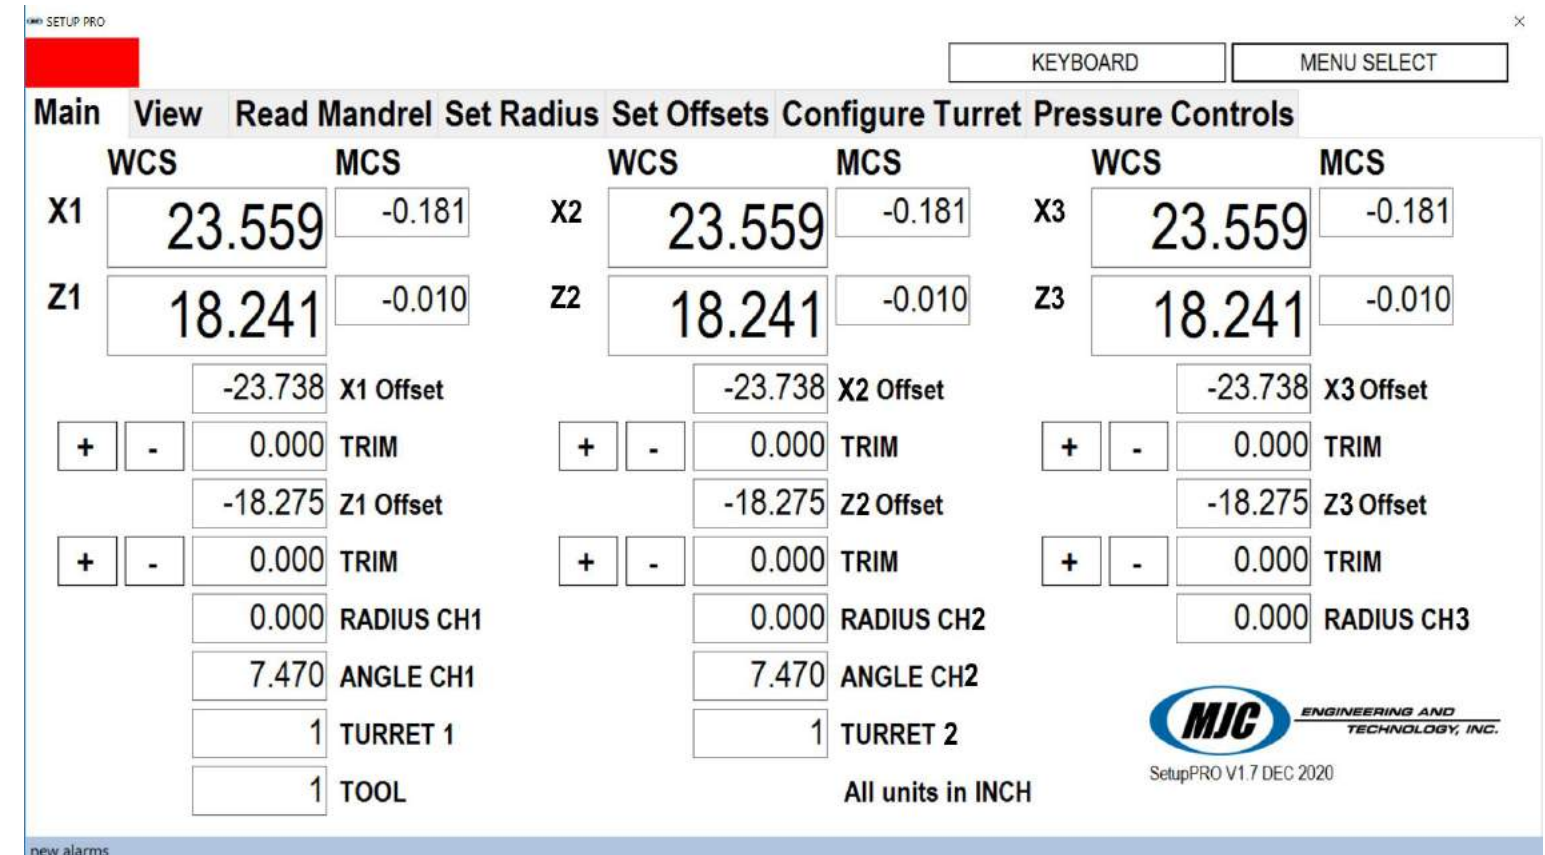 SETUP PRO
KEYBOARD MENU SELECT
Main View Read Mandrel Set Radius Set Offsets Configure Turret Pressure Controls
WCS MCS WCS MCS WCS MCS
X1 23.559 -0.181 X2 23.559 -0.181 X3 23.559 -0.181
Z1 18.241 -0.010 Z2 18.241 -0.010 Z3 18.241 -0.010
-23.738 X1 Offset -23.738 X2 Offset -23.738 X3 Offset
+ - 0.000 TRIM + - 0.000 TRIM + - 0.000 TRIM
-18.275 Z1 Offset -18.275 Z2 Offset -18.275 Z3 Offset
+ - 0.000 TRIM + - 0.000 TRIM + - 0.000 TRIM
0.000 RADIUS CH1 0.000 RADIUS CH2 0.000 RADIUS CH3
7.470 ANGLE CH1 7.470 ANGLE CH2
1 TURRET 1 1 TURRET 2
MJC ENGINEERING AND
TECHNOLOGY, INC.
SetupPRO V1.7 DEC 2020
1 TOOL All units in INCH
new alarms